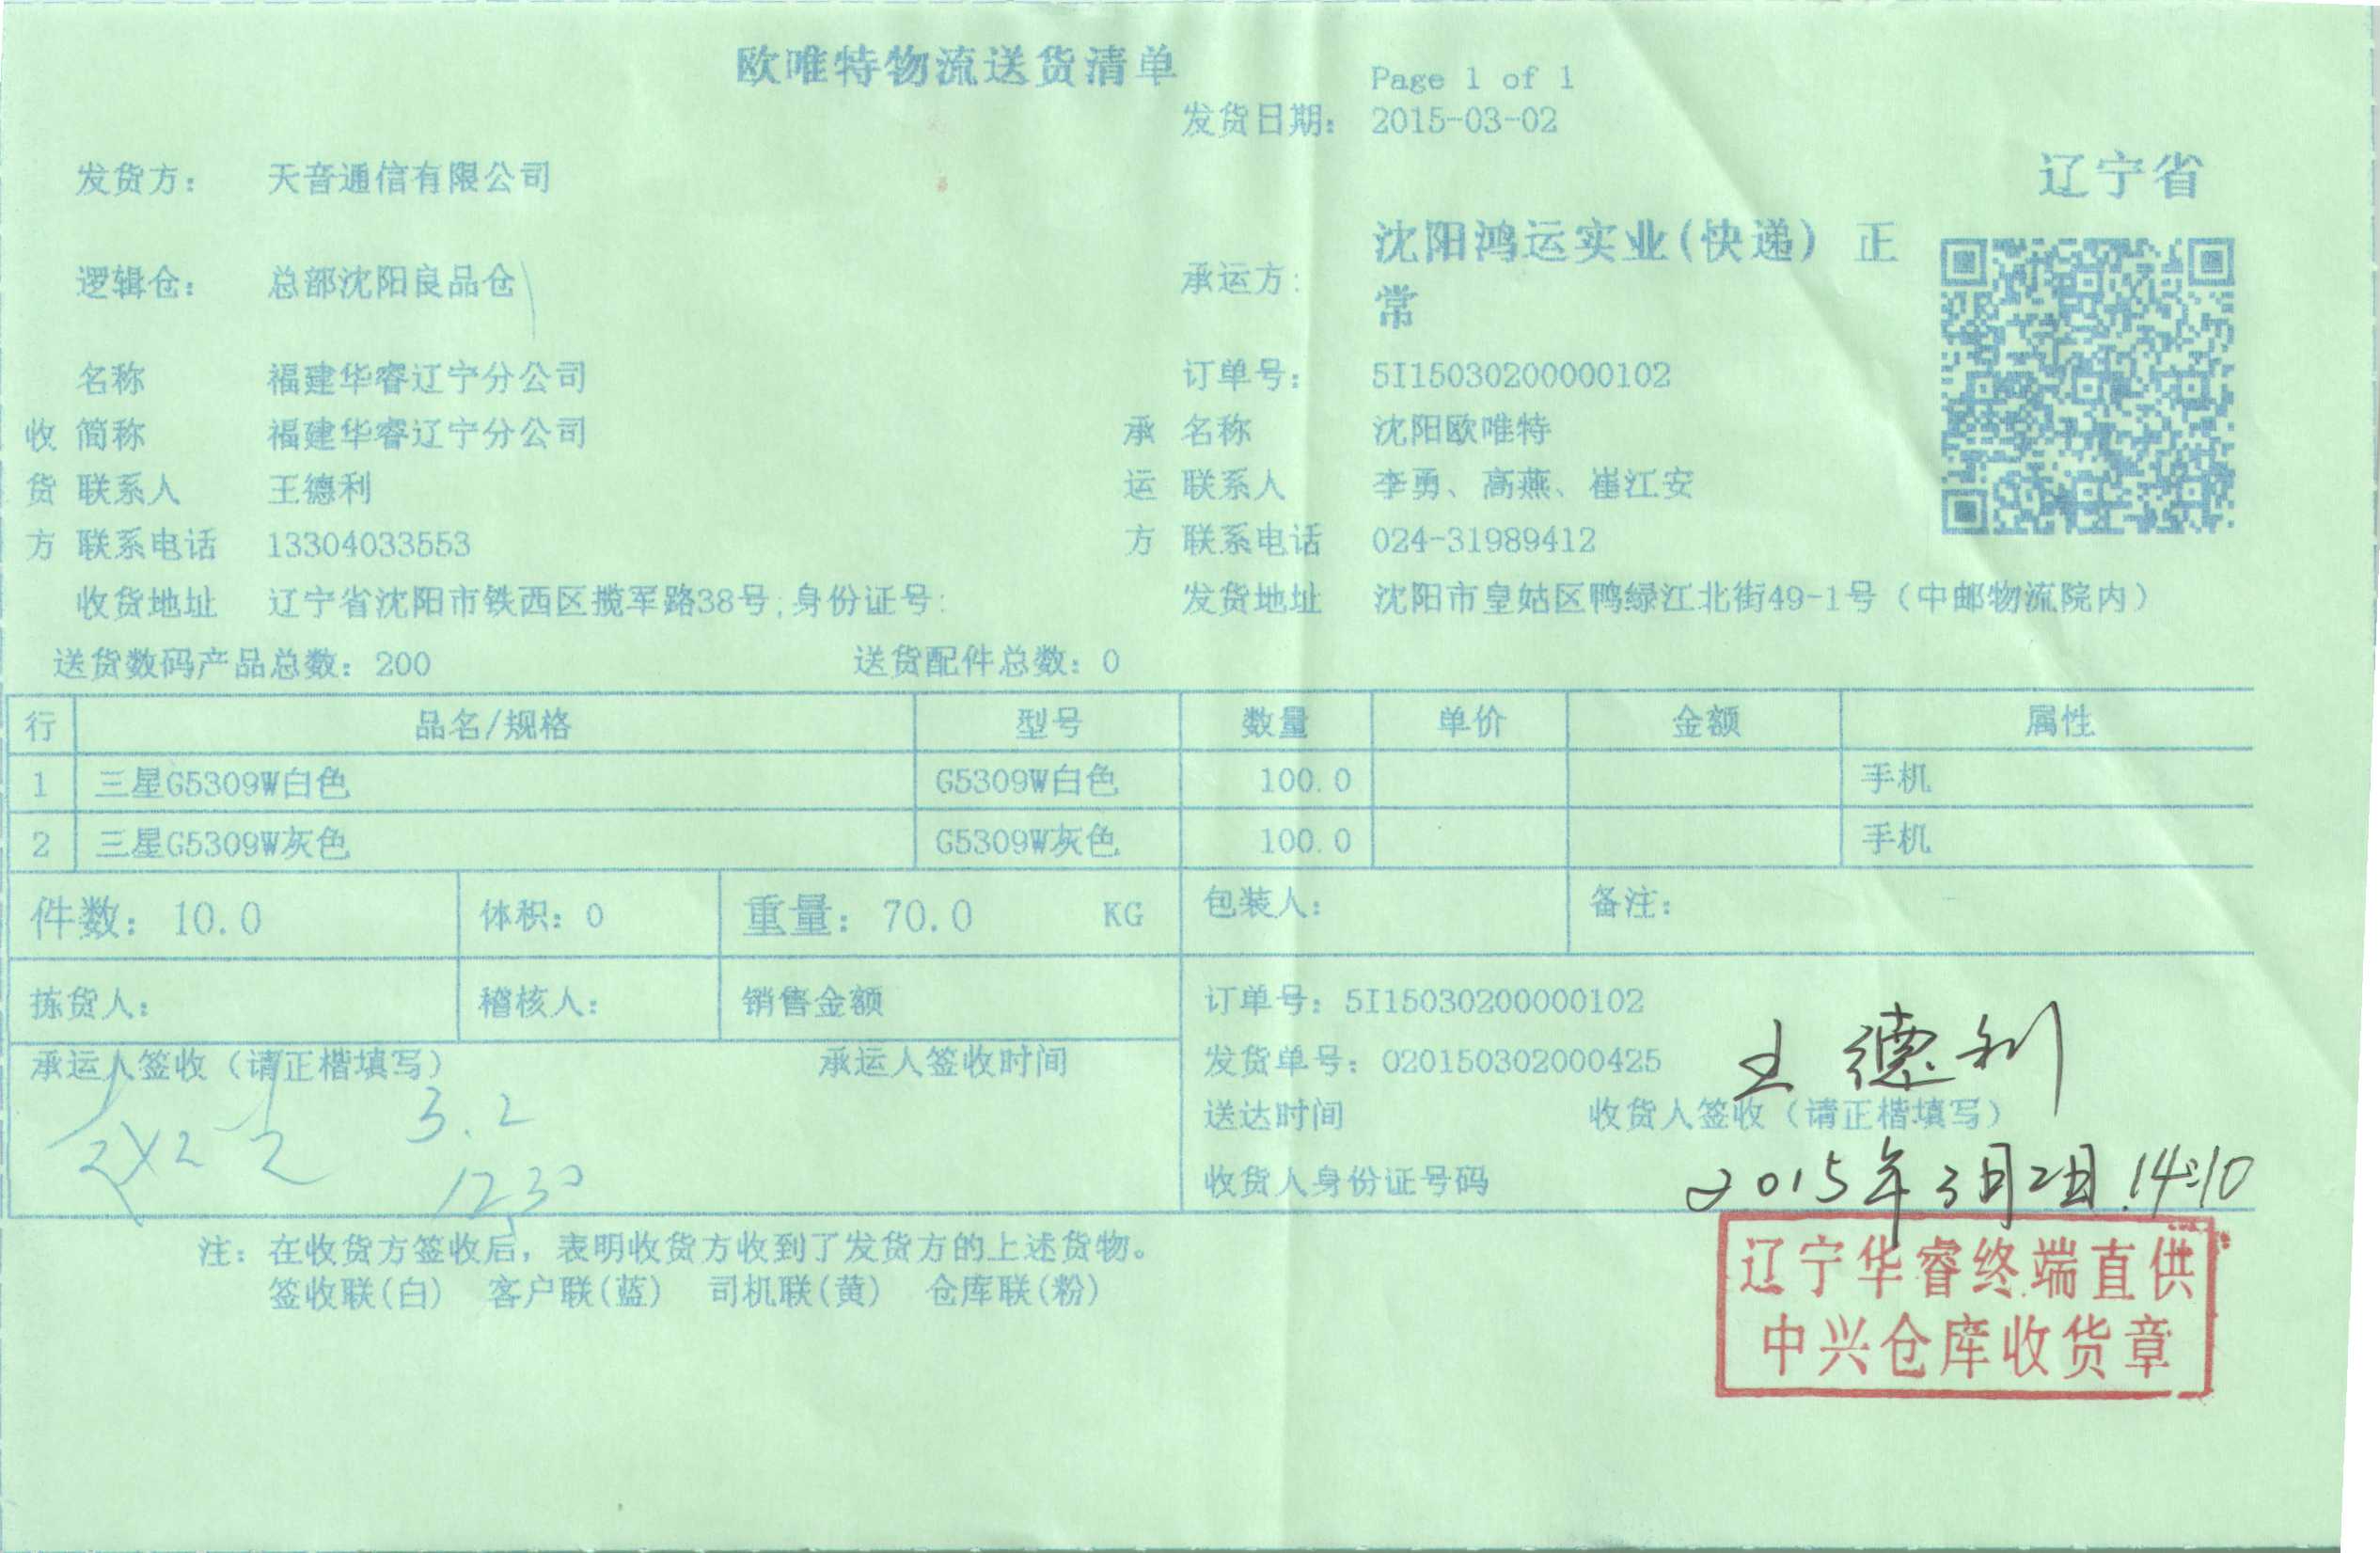 欧唯特物流送货清单
Page 1 of 1
发货日期: 2015-03-02
发货方: 天音通信有限公司
辽宁省
逻辑仓: 总部沈阳良品仓
承运方: 沈阳鸿运实业(快递) 正
常
名称 福建华睿辽宁分公司
订单号: 5I15030200000102
收 简称 福建华睿辽宁分公司
承 名称 沈阳欧唯特
货 联系人 王德利
运 联系人 李勇、高燕、崔江安
方 联系电话 13304033553
方 联系电话 024-31989412
收货地址 辽宁省沈阳市铁西区揽军路38号;身份证号:
发货地址 沈阳市皇姑区鸭绿江北街49-1号(中邮物流院内)
送货数码产品总数: 200 送货配件总数: 0
行 品名/规格 型号 数量 单价 金额 属性
1 三星G5309W白色 G5309W白色 100.0 手机
2 三星G5309W灰色 G5309W灰色 100.0 手机
件数: 10.0 体积: 0 重量: 70.0 KG 包装人: 备注:
拣货人: 稽核人: 销售金额
订单号: 5I15030200000102
承运人签收(请正楷填写) 承运人签收时间
发货单号: 020150302000425
王德利
3.2
送达时间 收货人签收(请正楷填写)
1230
收货人身份证号码
2015年3月2日.14:10
注: 在收货方签收后, 表明收货方收到了发货方的上述货物。
签收联(白) 客户联(蓝) 司机联(黄) 仓库联(粉)
辽宁华睿终端直供
中兴仓库收货章